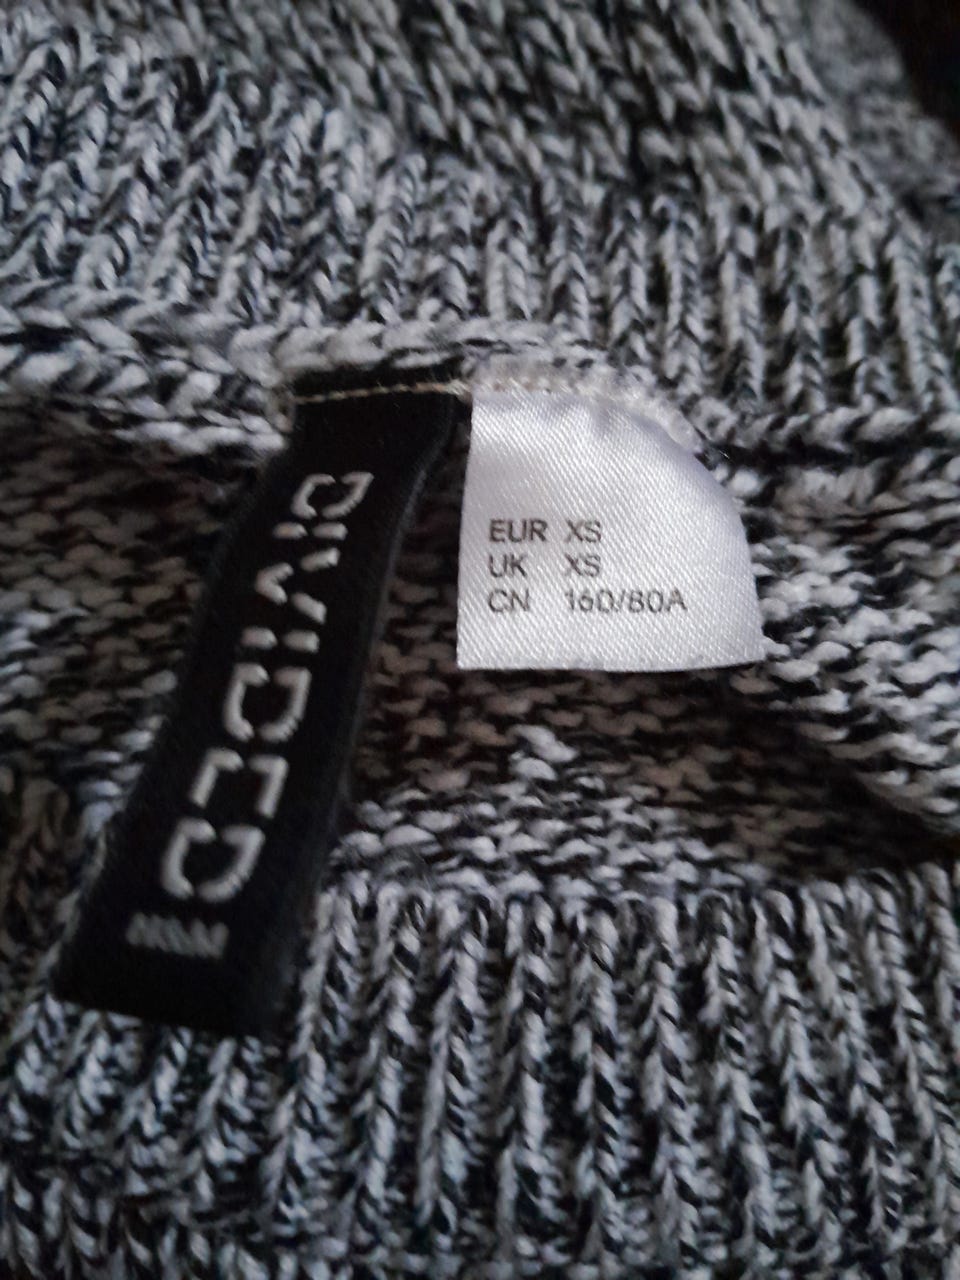 DIVIDED
EUR XS
UK XS
CN 160/80A